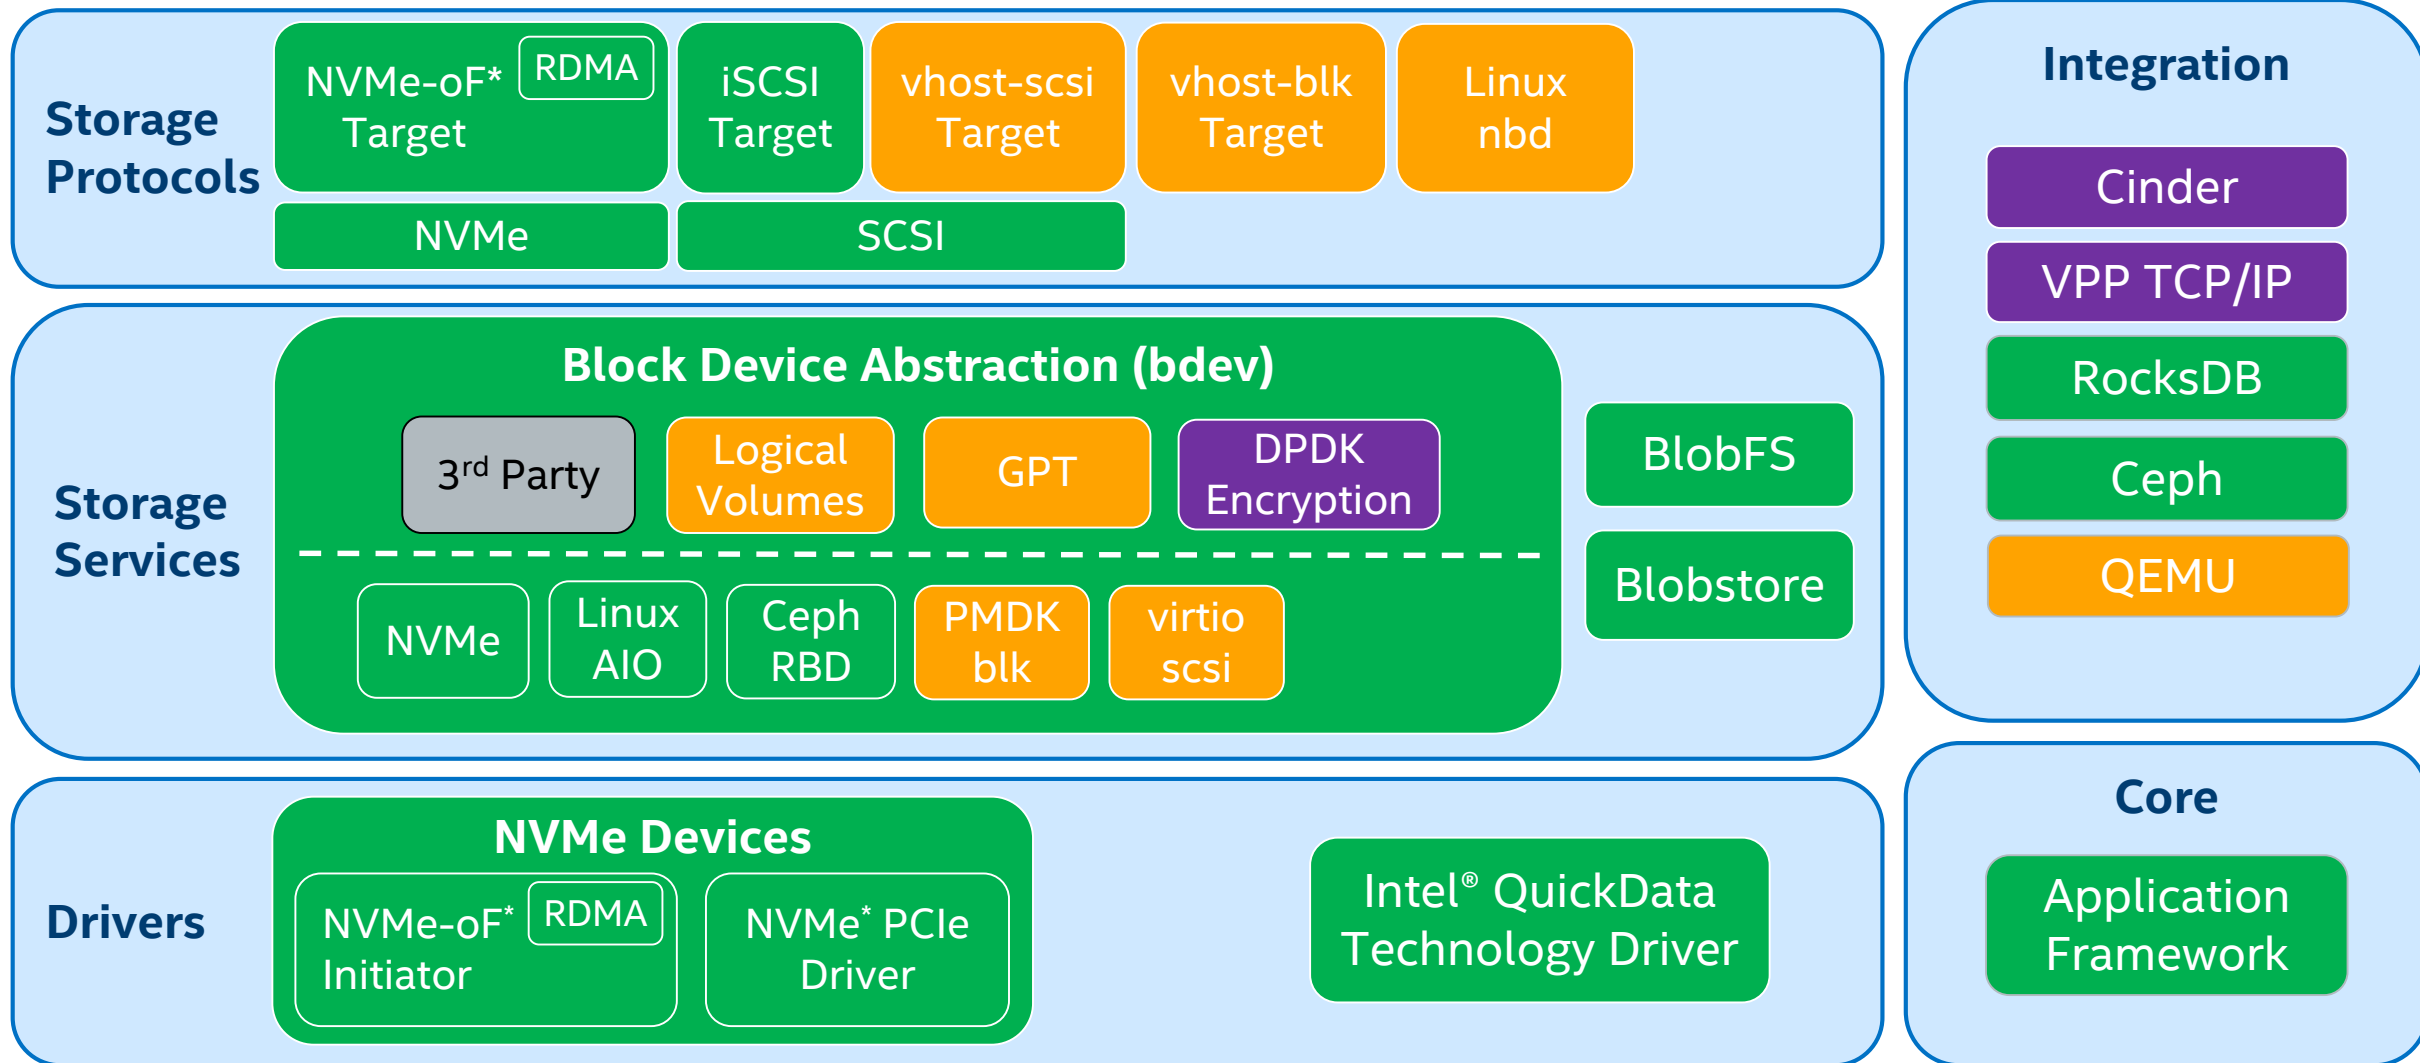 Storage
Protocols
NVMe-oF*
Target
RDMA
iSCSI
Target
vhost-scsi
Target
vhost-blk
Target
Linux
nbd
NVMe
SCSI
Storage
Services
Block Device Abstraction (bdev)
3rd Party
Logical
Volumes
GPT
DPDK
Encryption
NVMe
Linux
AIO
Ceph
RBD
PMDK
blk
virtio
scsi
BlobFS
Blobstore
Drivers
NVMe Devices
NVMe-oF*
Initiator
RDMA
NVMe* PCIe
Driver
Intel® QuickData
Technology Driver
Integration
Cinder
VPP TCP/IP
RocksDB
Ceph
QEMU
Core
Application
Framework